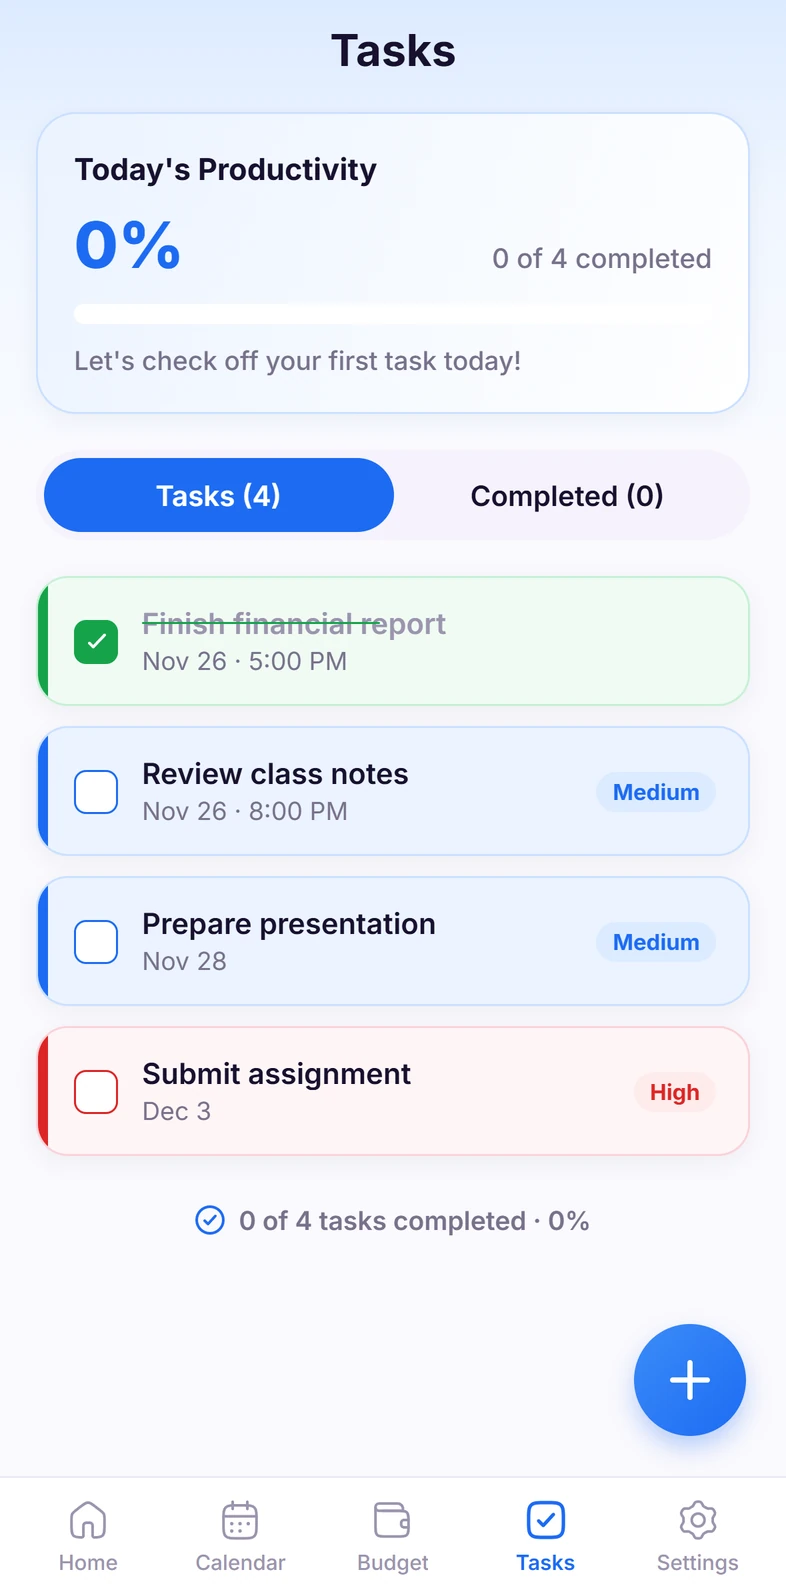 Tasks
Today's Productivity
0%
0 of 4 completed
Let's check off your first task today!
Tasks (4)
Completed (0)
Finish financial report
Nov 26 · 5:00 PM
Review class notes
Nov 26 · 8:00 PM
Medium
Prepare presentation
Nov 28
Medium
Submit assignment
Dec 3
High
0 of 4 tasks completed · 0%
Home
Calendar
Budget
Tasks
Settings